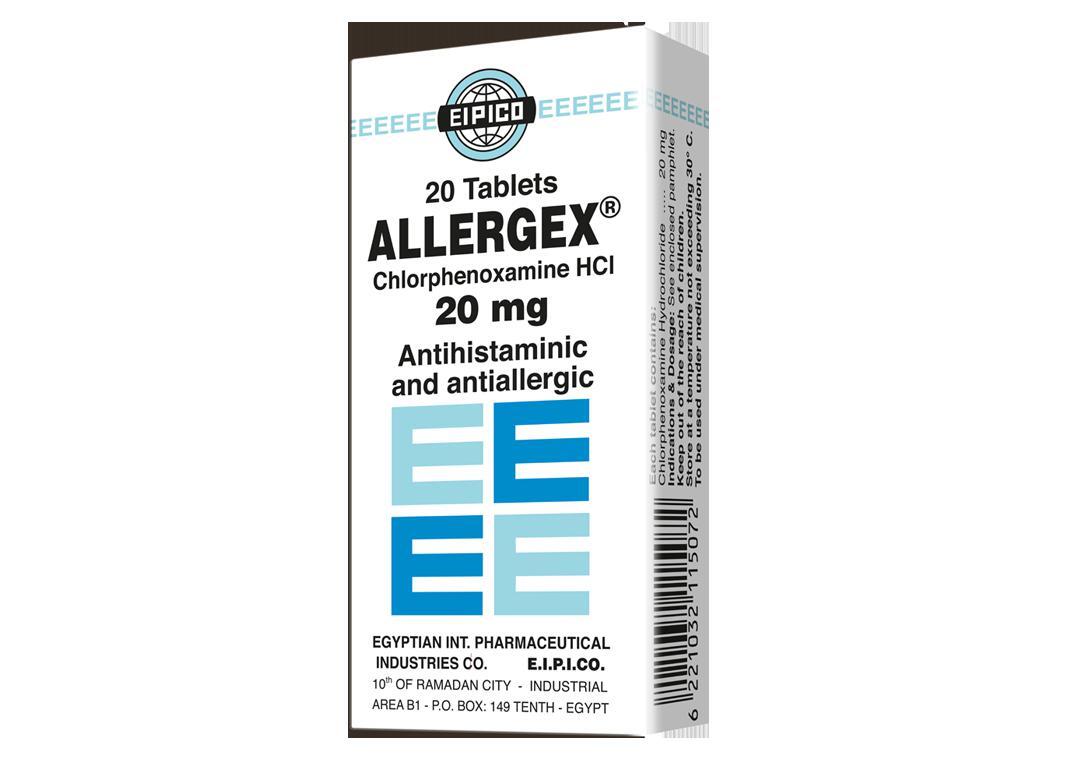 EEEEEE EIPICO EEEEEE
20 Tablets
ALLERGEX®
Chlorphenoxamine HCl
20 mg
Antihistaminic
and antiallergic
E E
E E
EGYPTIAN INT. PHARMACEUTICAL
INDUSTRIES CO. E.I.P.I.CO.
10th OF RAMADAN CITY - INDUSTRIAL
AREA B1 - P.O. BOX: 149 TENTH - EGYPT
EEEEEEE
Each tablet contains:
Chlorphenoxamine Hydrochloride ..... 20 mg
Indications & Dosage: See enclosed pamphlet.
Keep out of the reach of children.
Store at a temperature not exceeding 30° C.
To be used under medical supervision.
6 221032 115072